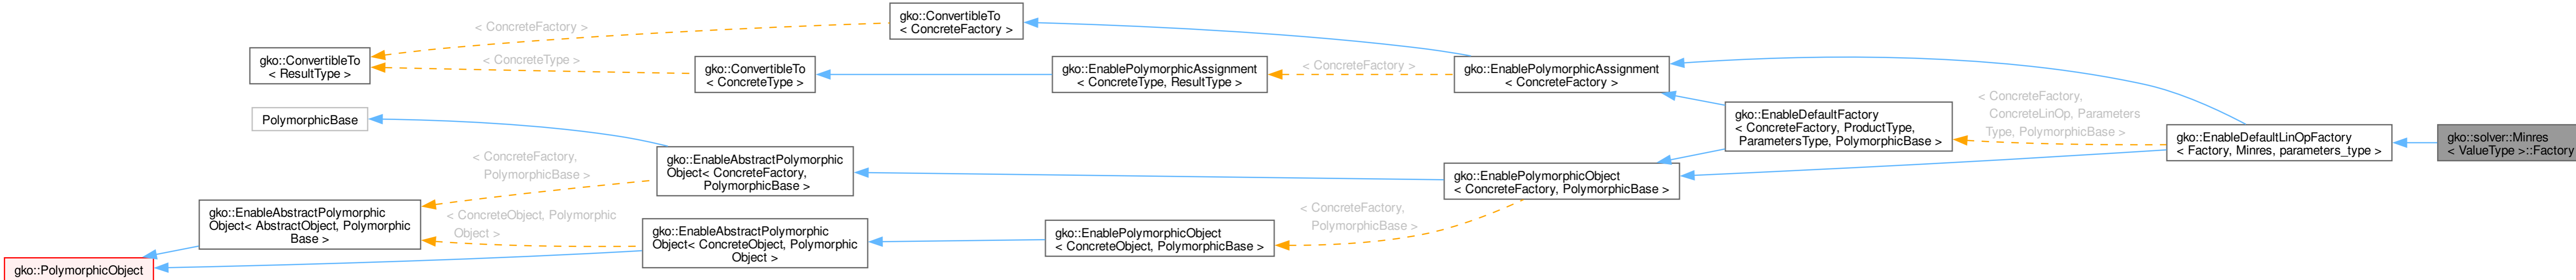 gko::ConvertibleTo
< ConcreteFactory >
< ConcreteFactory >
gko::ConvertibleTo
< ResultType >
< ConcreteType >
gko::ConvertibleTo
< ConcreteType >
gko::EnablePolymorphicAssignment
< ConcreteType, ResultType >
< ConcreteFactory >
gko::EnablePolymorphicAssignment
< ConcreteFactory >
PolymorphicBase
gko::EnableDefaultFactory
< ConcreteFactory, ProductType,
ParametersType, PolymorphicBase >
< ConcreteFactory,
ConcreteLinOp, Parameters
Type, PolymorphicBase >
gko::EnableDefaultLinOpFactory
< Factory, Minres, parameters_type >
gko::solver::Minres
< ValueType >::Factory
< ConcreteFactory,
PolymorphicBase >
gko::EnableAbstractPolymorphic
Object< ConcreteFactory,
PolymorphicBase >
gko::EnablePolymorphicObject
< ConcreteFactory, PolymorphicBase >
gko::EnableAbstractPolymorphic
Object< AbstractObject, Polymorphic
Base >
< ConcreteObject, Polymorphic
Object >
gko::EnableAbstractPolymorphic
Object< ConcreteObject, Polymorphic
Object >
gko::EnablePolymorphicObject
< ConcreteObject, PolymorphicBase >
< ConcreteFactory,
PolymorphicBase >
gko::PolymorphicObject